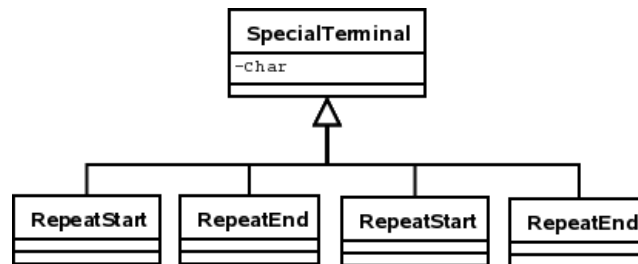 SpecialTerminal
-Char
RepeatStart
RepeatEnd
RepeatStart
RepeatEnd